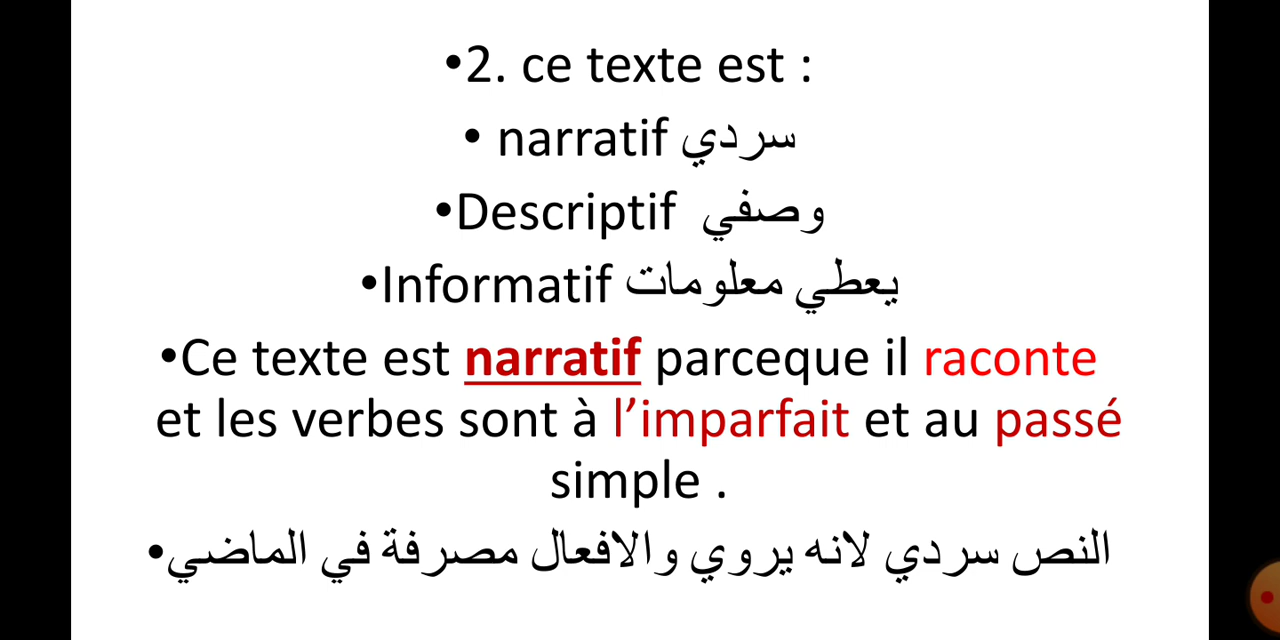 •2. ce texte est :
• narratif سردي
•Descriptif وصفي
•Informatif يعطي معلومات
•Ce texte est narratif parceque il raconte
et les verbes sont à l’imparfait et au passé
simple .
•النص سردي لانه يروي والافعال مصرفة في الماضي